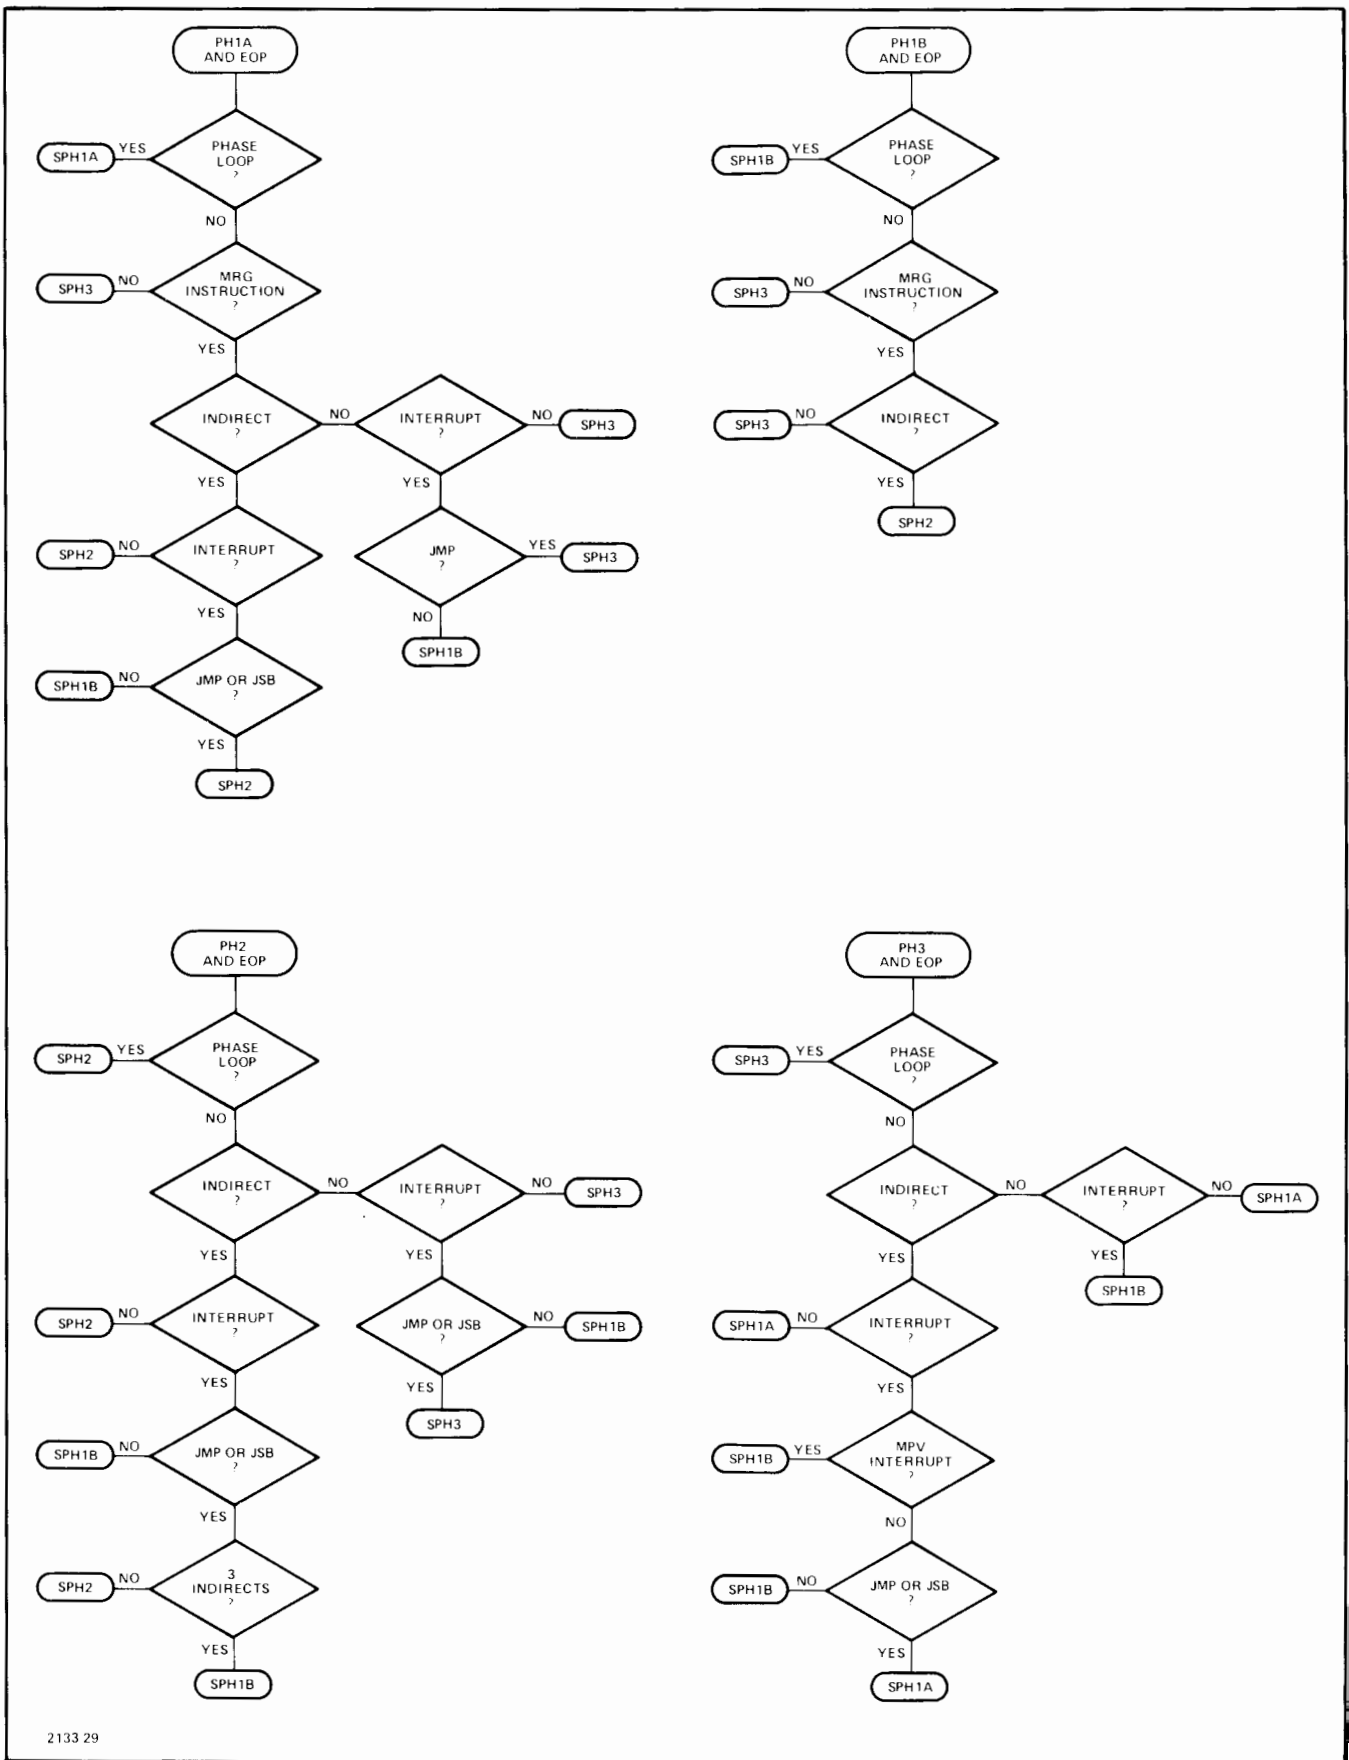 PH1A
AND EOP
PHASE
LOOP
?
YES
SPH1A
NO
MRG
INSTRUCTION
?
NO
SPH3
YES
INDIRECT
?
NO
INTERRUPT
?
NO
SPH3
YES
YES
INTERRUPT
?
NO
SPH2
JMP
?
YES
SPH3
YES
NO
SPH1B
JMP OR JSB
?
NO
SPH1B
YES
SPH2
PH1B
AND EOP
PHASE
LOOP
?
YES
SPH1B
NO
MRG
INSTRUCTION
?
NO
SPH3
YES
INDIRECT
?
NO
SPH3
YES
SPH2
PH2
AND EOP
PHASE
LOOP
?
YES
SPH2
NO
INDIRECT
?
NO
INTERRUPT
?
NO
SPH3
YES
YES
INTERRUPT
?
NO
SPH2
JMP OR JSB
?
NO
SPH1B
YES
YES
SPH3
JMP OR JSB
?
NO
SPH1B
YES
3
INDIRECTS
?
NO
SPH2
YES
SPH1B
PH3
AND EOP
PHASE
LOOP
?
YES
SPH3
NO
INDIRECT
?
NO
INTERRUPT
?
NO
SPH1A
YES
YES
SPH1B
INTERRUPT
?
NO
SPH1A
YES
MPV
INTERRUPT
?
YES
SPH1B
NO
JMP OR JSB
?
NO
SPH1B
YES
SPH1A
2133 29